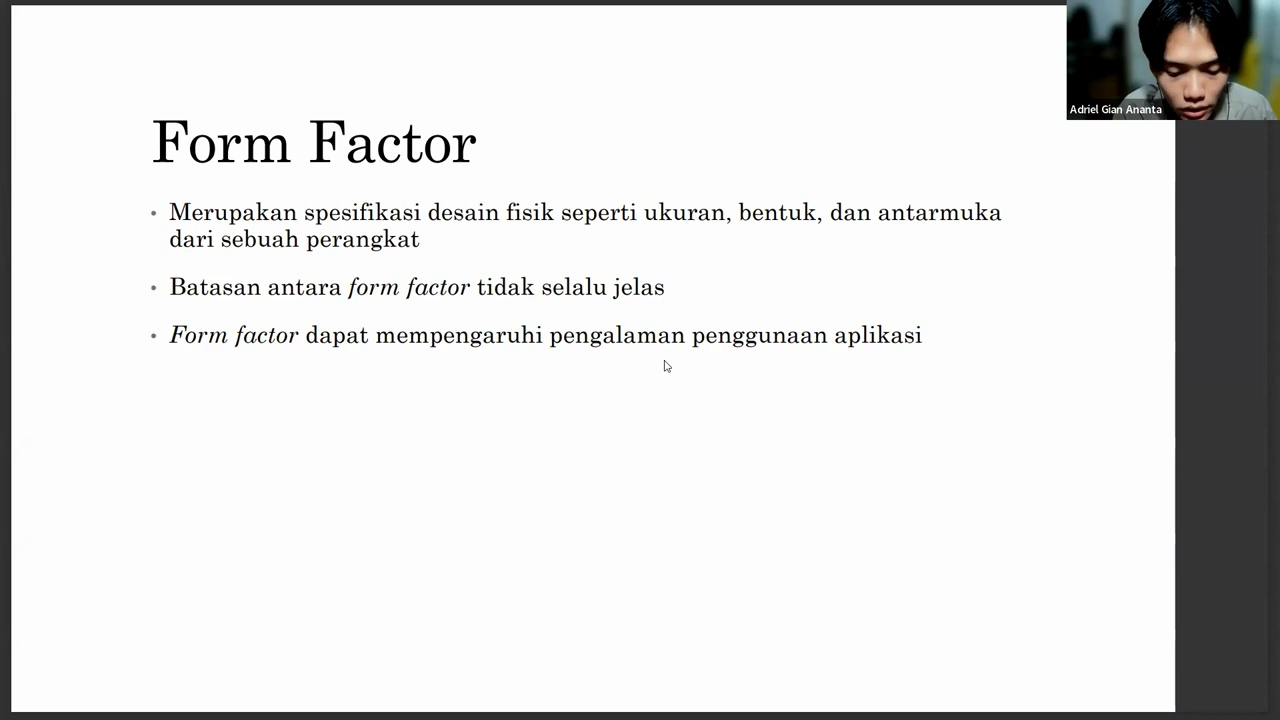 Form Factor
Merupakan spesifikasi desain fisik seperti ukuran, bentuk, dan antarmuka
dari sebuah perangkat
Batasan antara form factor tidak selalu jelas
Form factor dapat mempengaruhi pengalaman penggunaan aplikasi
Adriel Gian Ananta